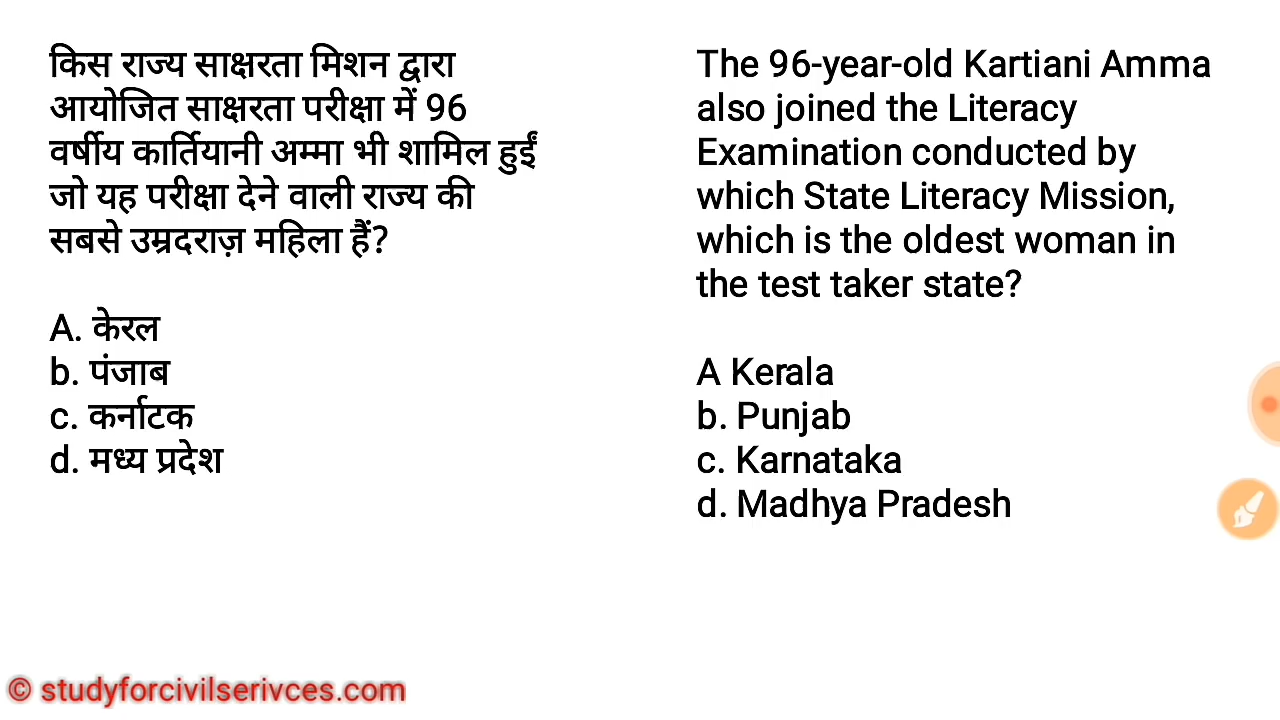 किस राज्य साक्षरता मिशन द्वारा
आयोजित साक्षरता परीक्षा में 96
वर्षीय कार्तियानी अम्मा भी शामिल हुईं
जो यह परीक्षा देने वाली राज्य की
सबसे उम्रदराज़ महिला हैं?
A. केरल
b. पंजाब
c. कर्नाटक
d. मध्य प्रदेश
The 96-year-old Kartiani Amma
also joined the Literacy
Examination conducted by
which State Literacy Mission,
which is the oldest woman in
the test taker state?
A Kerala
b. Punjab
c. Karnataka
d. Madhya Pradesh
© studyforcivilserivces.com